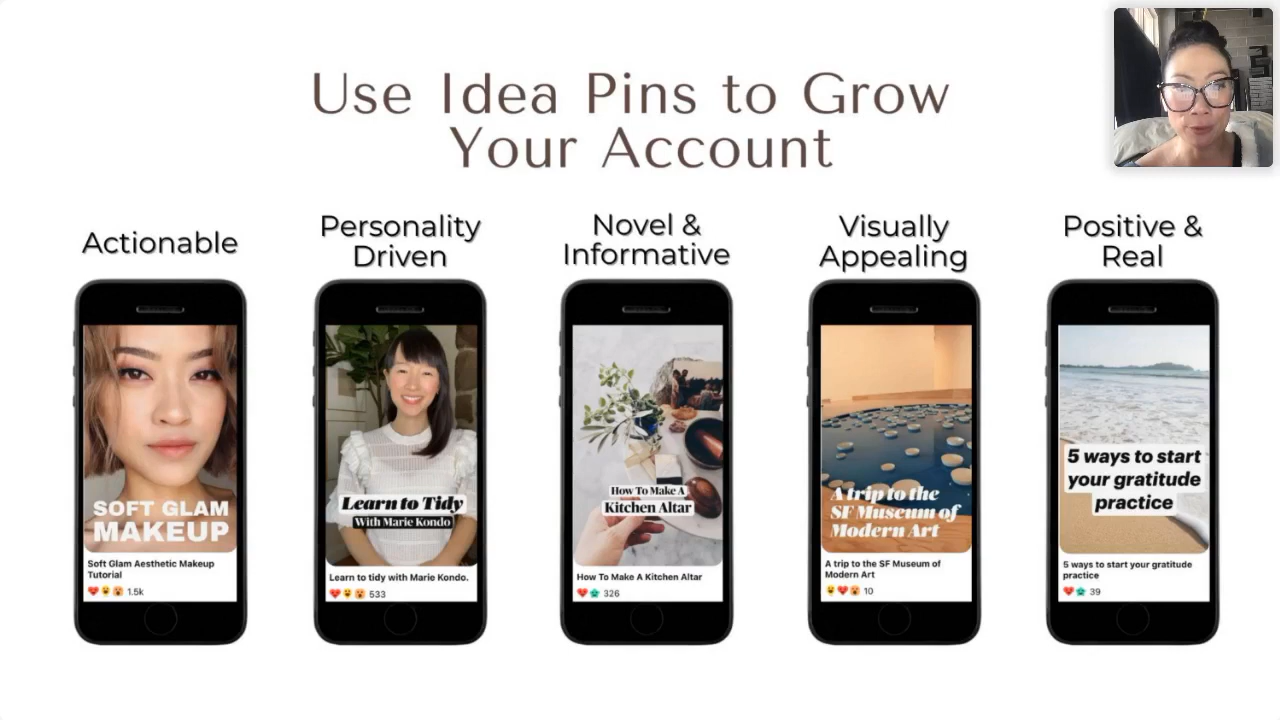 Use Idea Pins to Grow
Your Account
Actionable
Personality
Driven
Novel &
Informative
Visually
Appealing
Positive &
Real
SOFT GLAM
MAKEUP
Soft Glam Aesthetic Makeup
Tutorial
1.5k
Learn to Tidy
With Marie Kondo
Learn to tidy with Marie Kondo.
533
How To Make A
Kitchen Altar
How To Make A Kitchen Altar
326
A trip to the
SF Museum of
Modern Art
A trip to the SF Museum of
Modern Art
10
5 ways to start
your gratitude
practice
5 ways to start your gratitude
practice
39